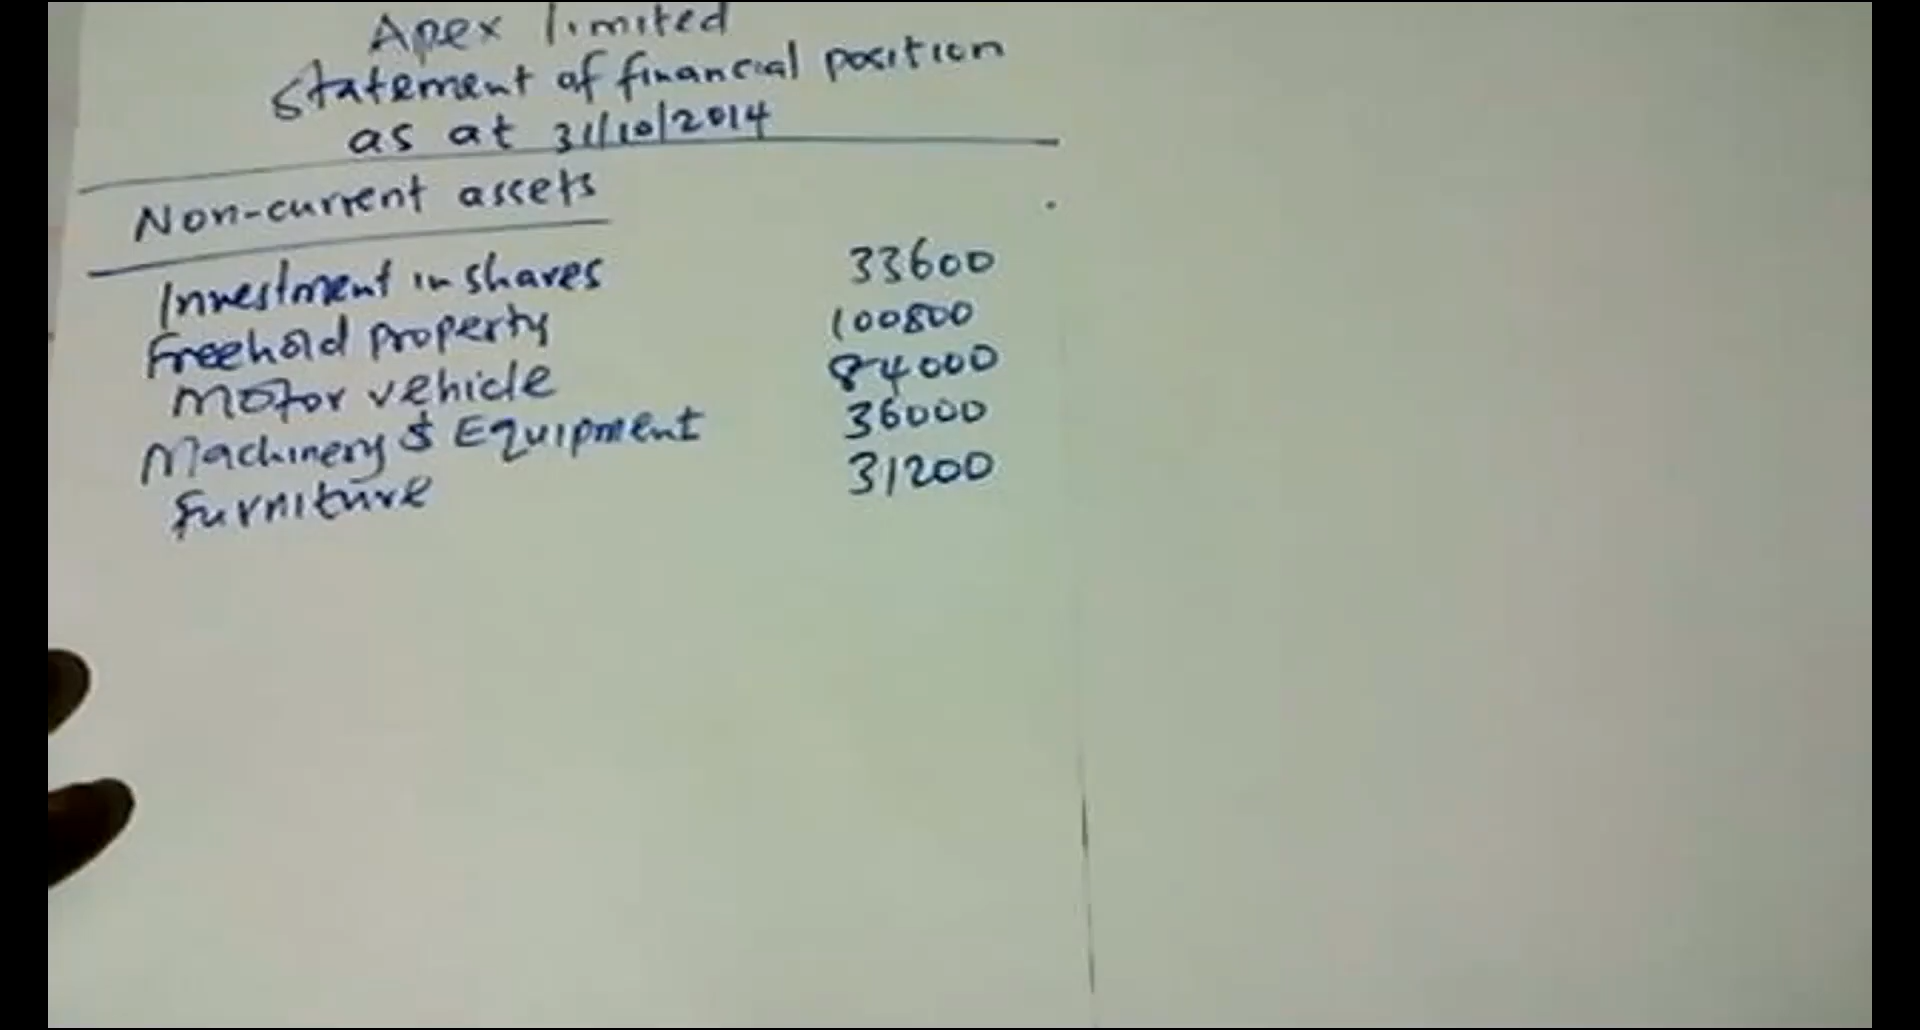 Apex limited
Statement of financial position
as at 31/10/2014
Non-current assets
Investment in shares 33600
Freehold property 100800
Motor vehicle 84000
Machinery & Equipment 36000
Furniture 31200